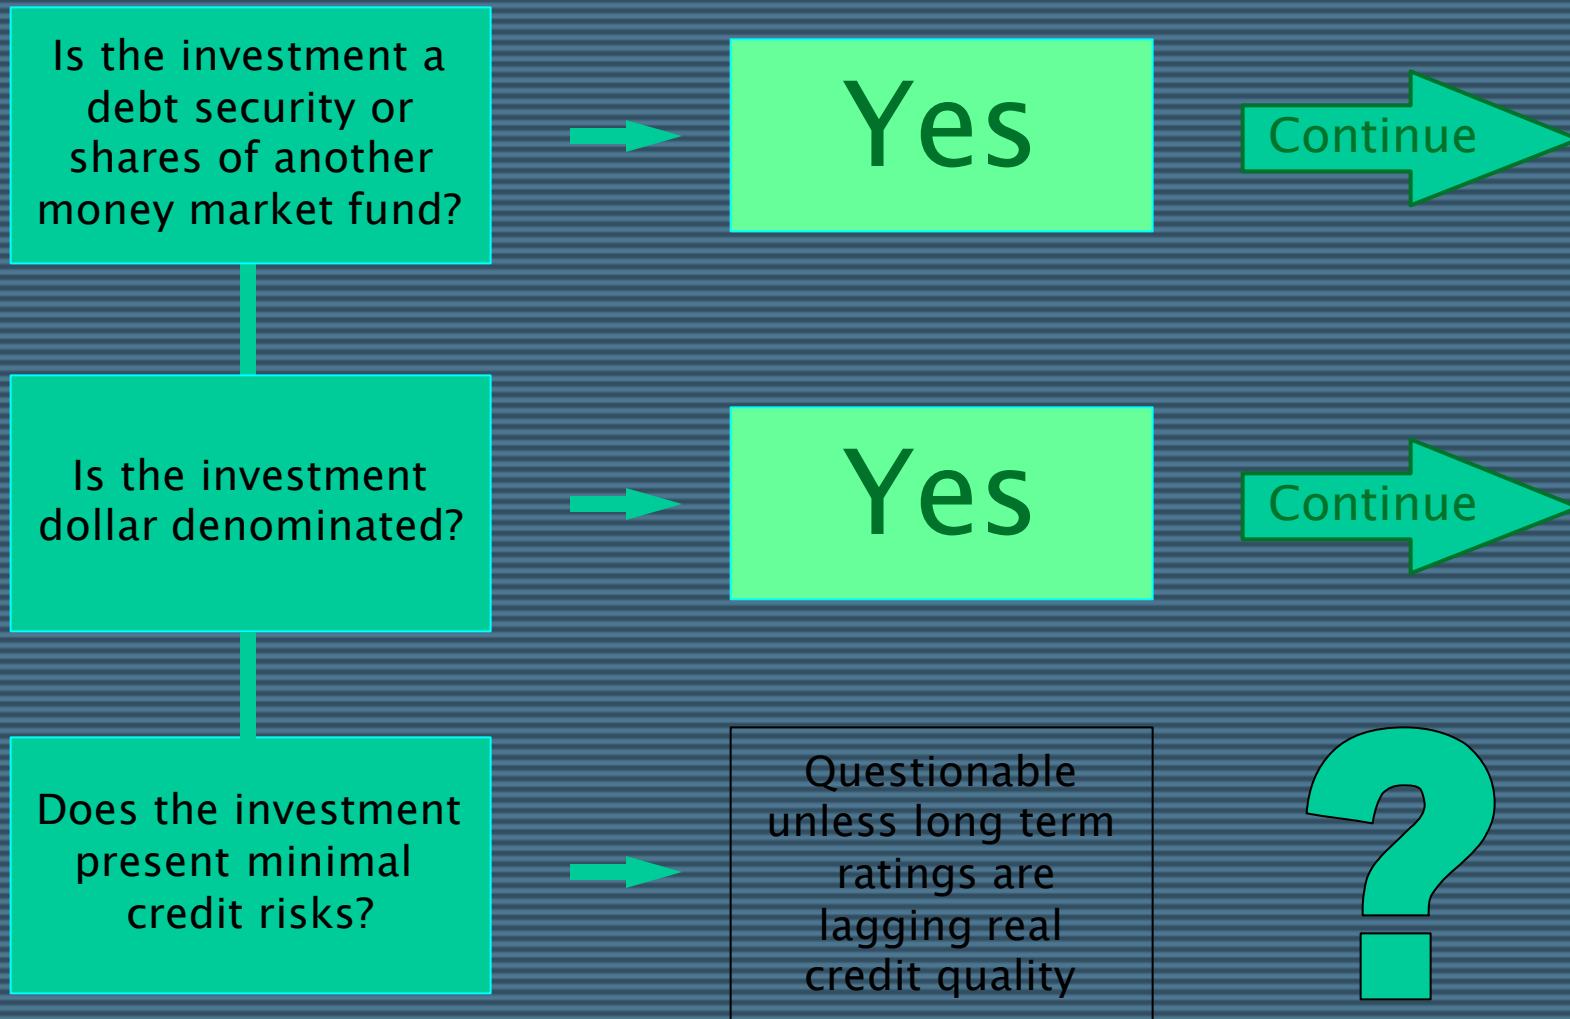 Is the investment a
debt security or
shares of another
money market fund?
Yes
Continue
Is the investment
dollar denominated?
Yes
Continue
Does the investment
present minimal
credit risks?
Questionable
unless long term
ratings are
lagging real
credit quality
?